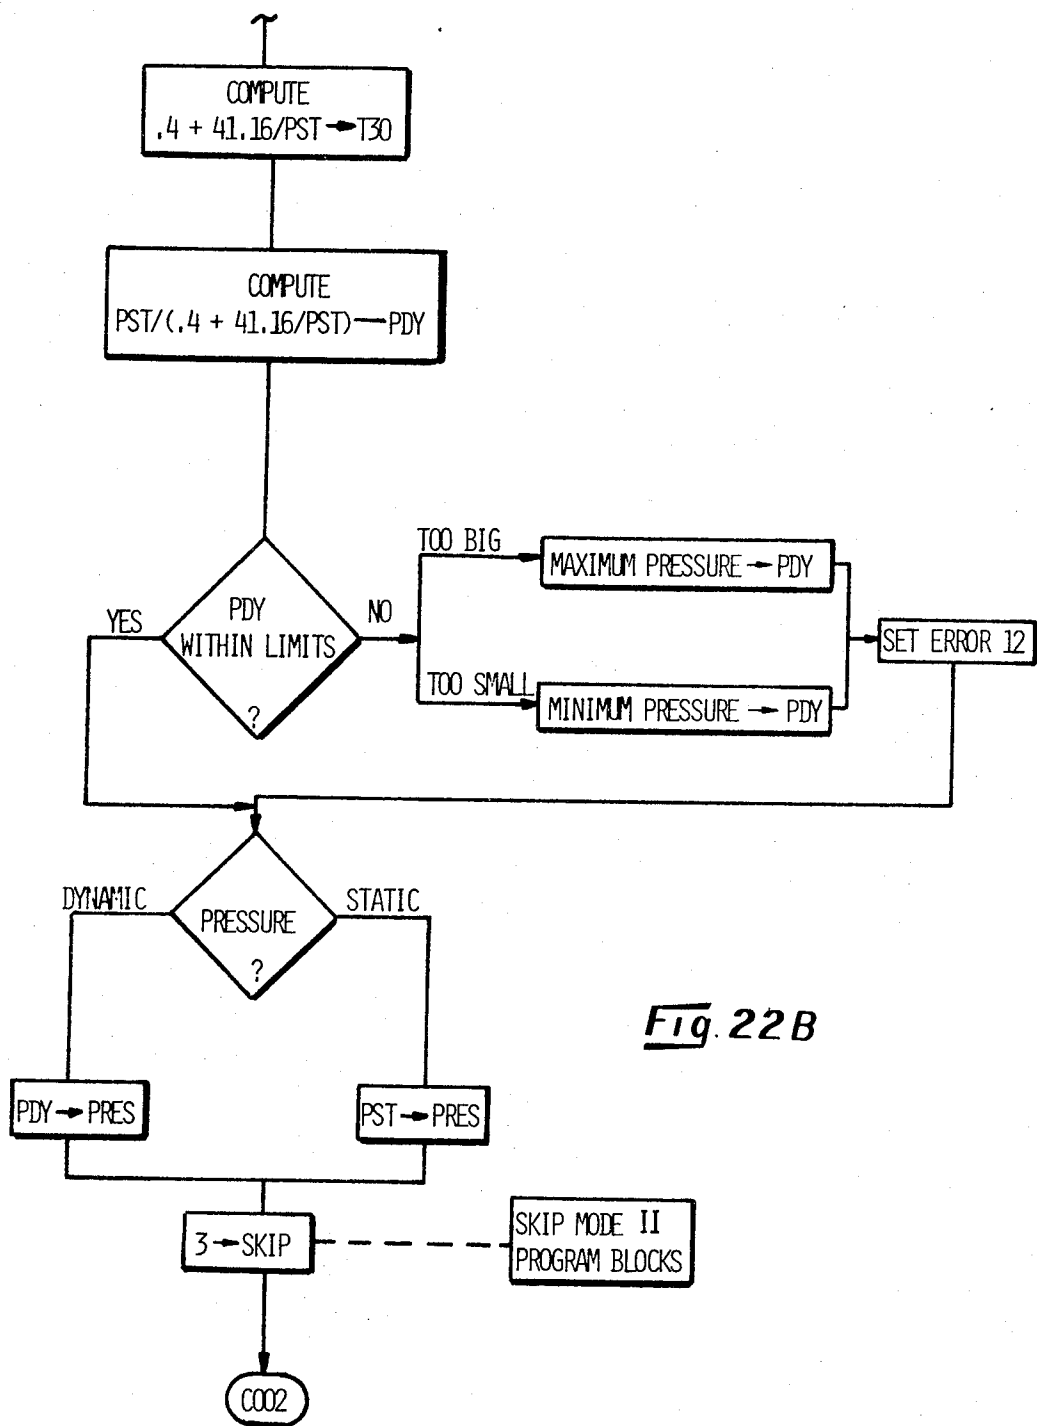 COMPUTE
.4 + 41.16/PST → T30
COMPUTE
PST/(.4 + 41.16/PST) — PDY
TOO BIG
MAXIMUM PRESSURE → PDY
YES
PDY
WITHIN LIMITS
?
NO
SET ERROR 12
TOO SMALL
MINIMUM PRESSURE → PDY
DYNAMIC
STATIC
PRESSURE
?
Fig. 22B
PDY → PRES
PST → PRES
3 → SKIP
SKIP MODE II
PROGRAM BLOCKS
C002